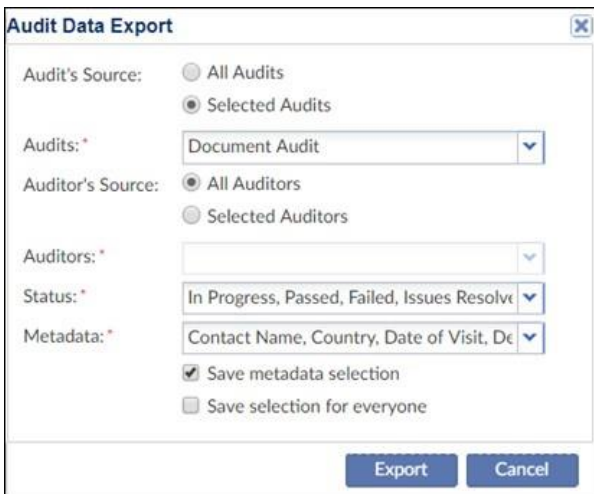 Audit Data Export
Audit's Source:
All Audits
Selected Audits
Audits:*
Document Audit
Auditor's Source:
All Auditors
Selected Auditors
Auditors:*
Status:*
In Progress, Passed, Failed, Issues Resolve
Metadata:*
Contact Name, Country, Date of Visit, De
Save metadata selection
Save selection for everyone
Export
Cancel